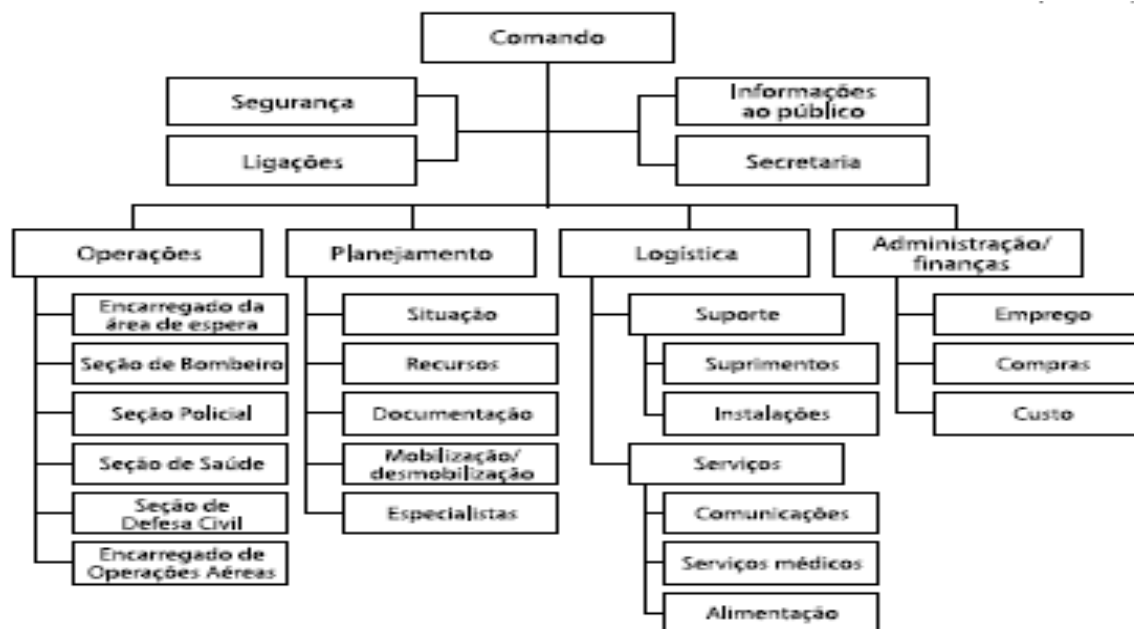 Comando
Segurança
Informações
ao público
Ligações
Secretaria
Operações
Planejamento
Logística
Administração/
finanças
Encarregado da
área de espera
Seção de Bombeiro
Seção Policial
Seção de Saúde
Seção de
Defesa Civil
Encarregado de
Operações Aéreas
Situação
Recursos
Documentação
Mobilização/
desmobilização
Especialistas
Suporte
Suprimentos
Instalações
Serviços
Comunicações
Serviços médicos
Alimentação
Emprego
Compras
Custo